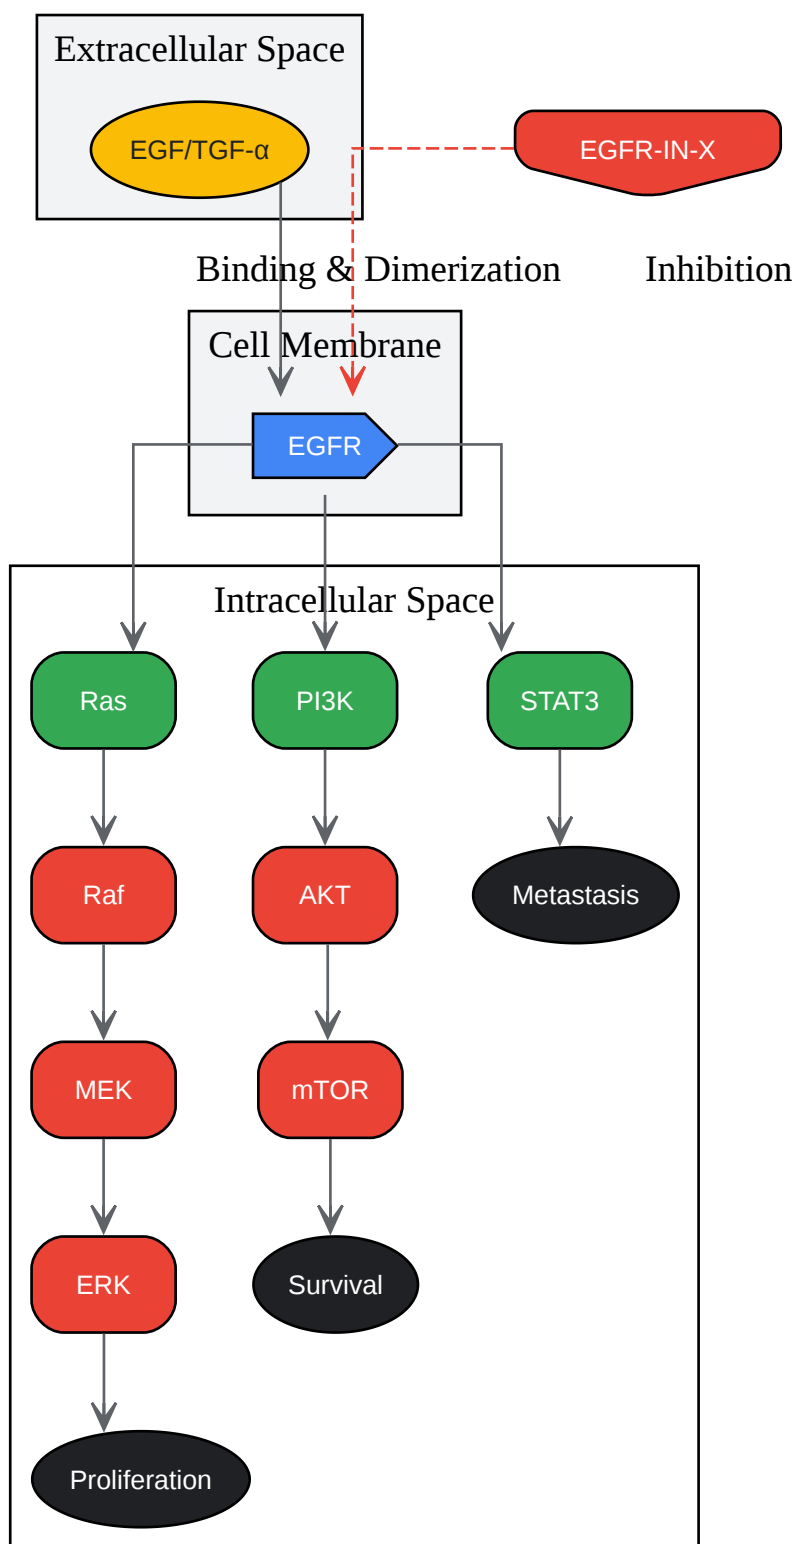 Extracellular Space
EGF/TGF-α
EGFR-IN-X
Binding & Dimerization
Inhibition
Cell Membrane
EGFR
Intracellular Space
Ras
PI3K
STAT3
Raf
AKT
Metastasis
MEK
mTOR
ERK
Survival
Proliferation